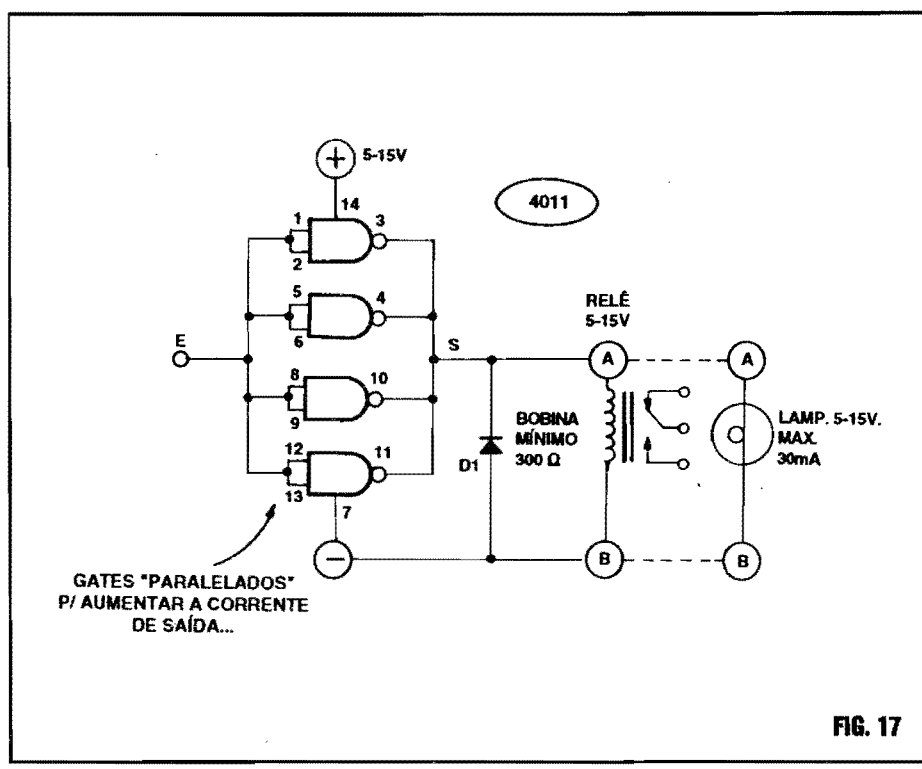 5-15V
4011
14
1
3
2
5
4
6
E
S
8
10
9
12
11
13
7
RELÊ
5-15V
A
A
BOBINA
MÍNIMO
300 Ω
D1
LAMP. 5-15V.
MAX.
30mA
B
B
GATES "PARALELADOS"
P/ AUMENTAR A CORRENTE
DE SAÍDA...
FIG. 17